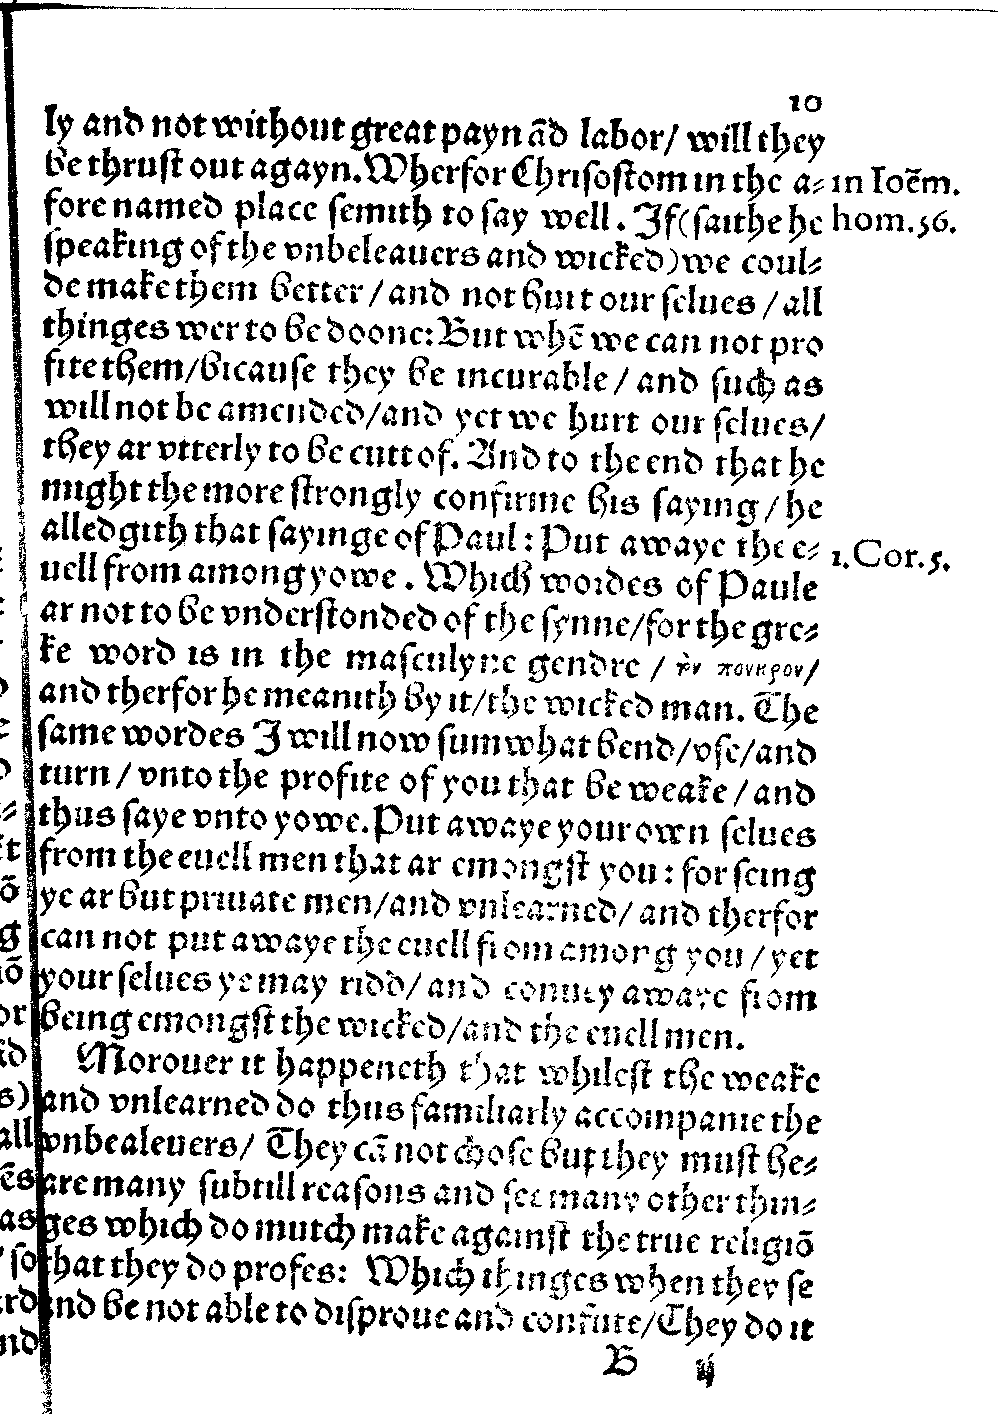 10
ly and not without great payn ād labor/ will they
be thrust out agayn. Wherfor Chrisostom in the a-
in Ioēm.
fore named place semith to say well. If (saithe he
hom. 56.
speaking of the vnbeleauers and wicked) we coul-
de make them better / and not hurt our selues / all
thinges wer to be doone: But whē we can not pro
fite them/bicause they be incurable / and such as
will not be amended/and yet we hurt our selues/
they ar vtterly to be cutt of. And to the end that he
might the more strongly confirme his saying / he
alledgith that sayinge of Paul: Put awaye the e-
1. Cor. 5.
uell from among yowe. Which wordes of Paule
ar not to be vnderstonded of the synne/for the gre-
ke word is in the masculyne gendre / τὸν πονηρον/
and therfor he meanith by it/the wicked man. The
same wordes I will now sumwhat bend/vse/and
turn / vnto the profite of you that be weake / and
thus saye vnto yowe. Put awaye your own selues
from the euell men that ar emongst you: for seing
ye ar but priuate men/and vnlearned/ and therfor
can not put awaye the euell from among you / yet
your selues ye may ridd/ and conuey awaye from
being emongst the wicked/and the euell men.
Morouer it happeneth that whilest the weake
and vnlearned do thus familiarly accompanie the
vnbealeuers/ They cā not chose but they must he-
are many subtill reasons and see many other thin-
ges which do mutch make against the true religiō
that they do profes: Which thinges when they se
and be not able to disproue and confute/They do it
B ij